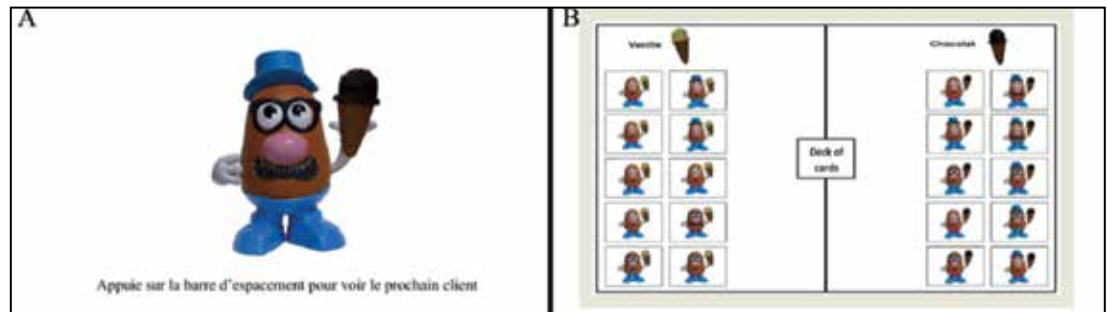 A
Appuie sur la barre d'espacement pour voir le prochain client
B
Vanille
Chocolat
Deck of
cards